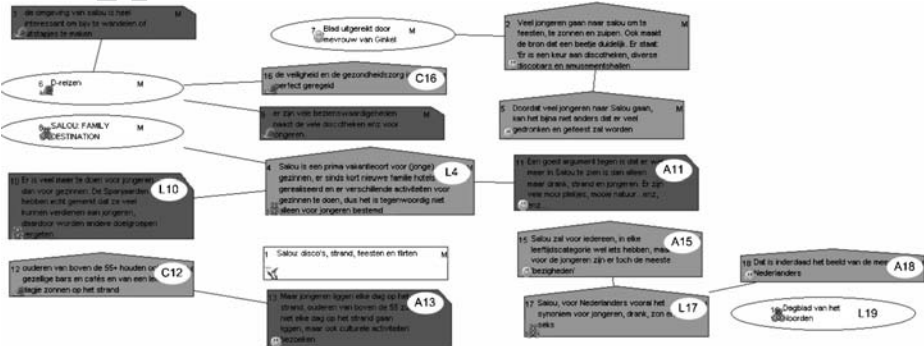 3 de omgeving van salou is heel
interessant om bijv te wandelen of
uitstapjes te maken
7 Blad uitgereikt door M
mevrouw van Ginkel
2 Veel jongeren gaan naar salou om te M
feesten, te zonnen en zuipen. Ook maakt
de bron dat een beetje duidelijk. Er staat:
'Er is een keur aan discotheken, diverse
discobars en amusementshallen.
6 D-reizen M
16 de veiligheid en de gezondheidszorg
perfect geregeld
C16
9 er zijn vele bezienswaardigheden
naast de vele discotheken enz voor
jongeren.
5 Doordat veel jongeren naar Salou gaan, M
kan het bijna niet anders dat er veel
gedronken en gefeest zal worden
SALOU: FAMILY M
DESTINATION
4 Salou is een prima vakantieoort voor (jonge)
gezinnen, er sinds kort nieuwe familie hotels
gerealiseerd en er verschillende activiteiten voor
gezinnen te doen, dus het is tegenwoordig niet
alleen voor jongeren bestemd
L4
11 Een goed argument tegen is dat er
meer in Salou te zien is dan alleen
maar drank, strand en jongeren. Er zijn
vele mooi plekjes, mooie natuur.. enz,
enz...
A11
10 Er is veel meer te doen voor jongeren
dan voor gezinnen. De Spanjaarden
hebben echt gemerkt dat ze veel
kunnen verdienen aan jongeren,
daardoor worden andere doelgroepen
vergeten
L10
1 Salou: disco's, strand, feesten en flirten M
15 Salou zal voor iedereen, in elke
leeftijdscategorie wel iets hebben,
voor de jongeren zijn er toch de meeste
'bezigheden'
A15
12 ouderen van boven de 55+ houden
gezellige bars en cafés en van een
dagje zonnen op het strand
C12
13 Maar jongeren liggen elke dag op het
strand, ouderen van boven de 55
niet elke dag op het strand gaan
liggen, maar ook culturele activiteiten
bezoeken
A13
17 Salou, voor Nederlanders vooral het
synoniem voor jongeren, drank, zon
seks
L17
18 Dat is inderdaad het beeld van de
Nederlanders
A18
Dagblad van het
Noorden
L19